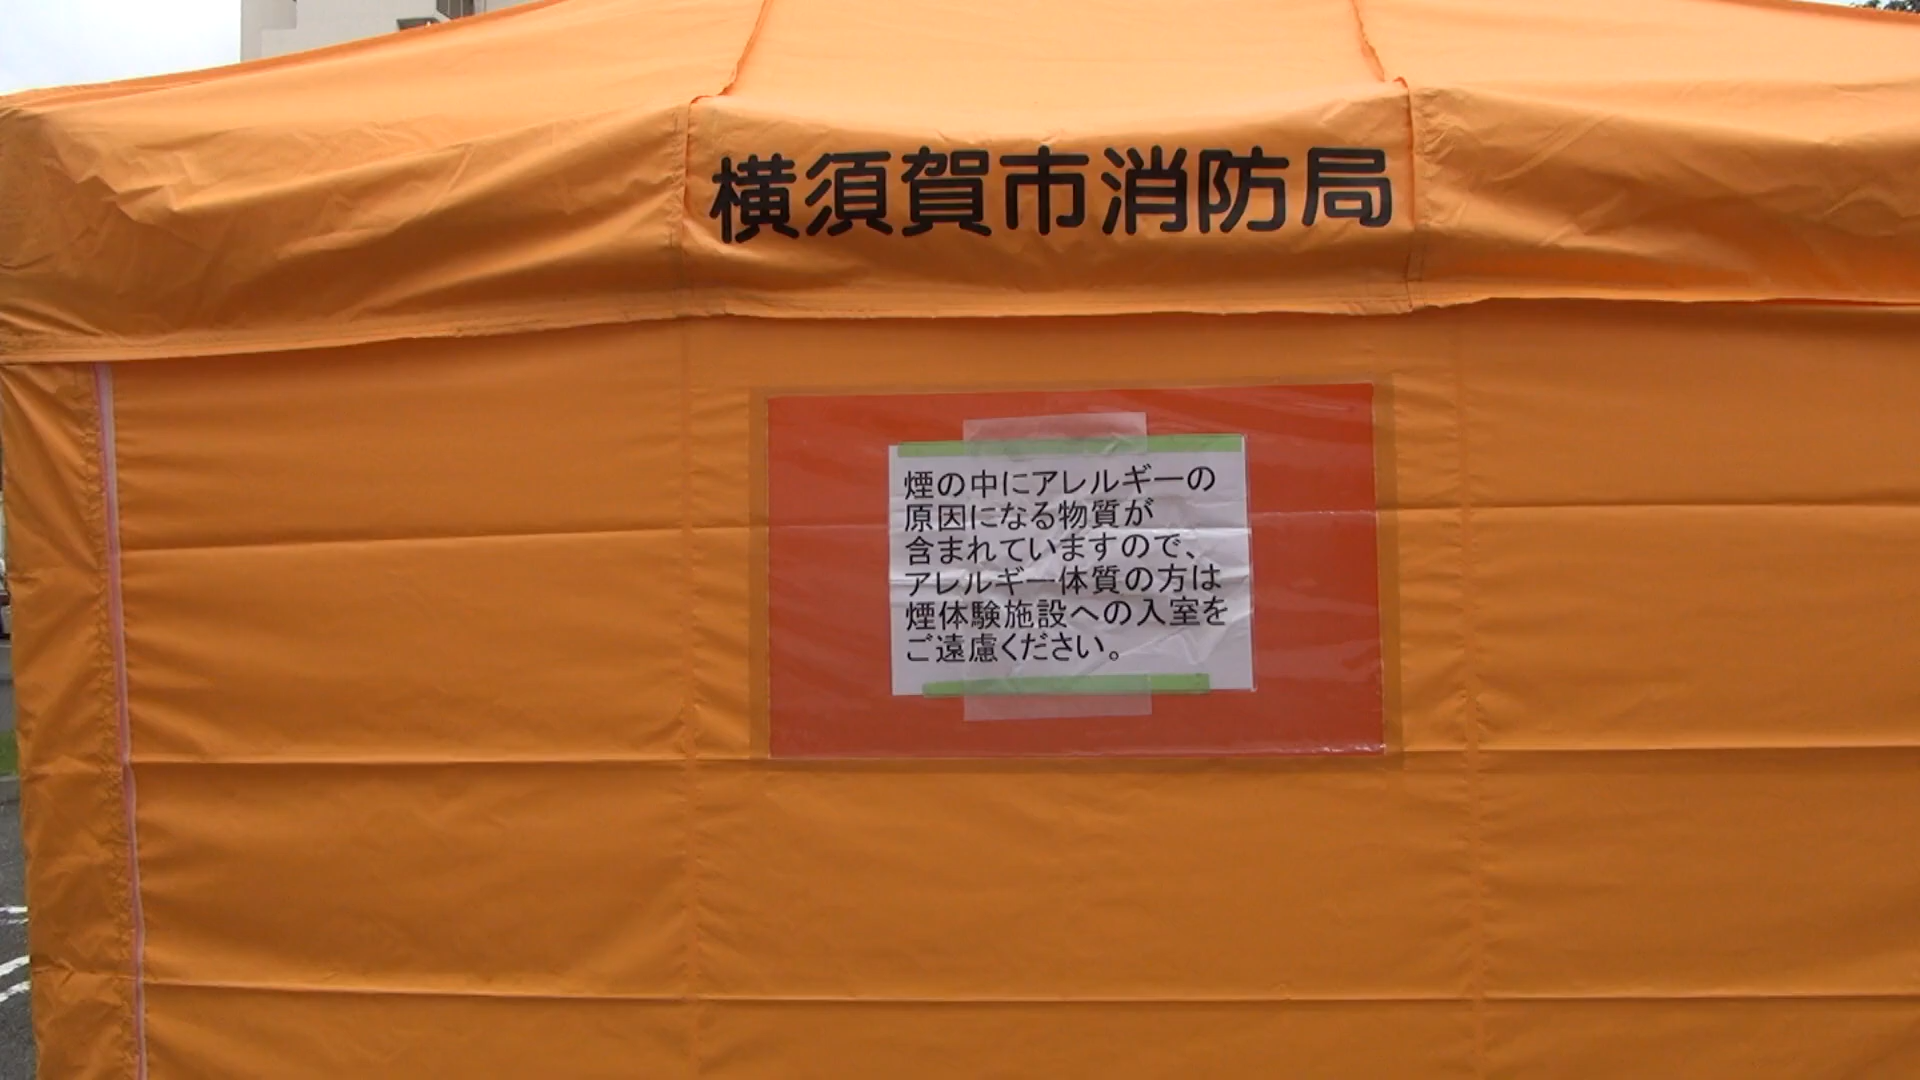 横須賀市消防局
煙の中にアレルギーの
原因になる物質が
含まれていますので、
アレルギー体質の方は
煙体験施設への入室を
ご遠慮ください。